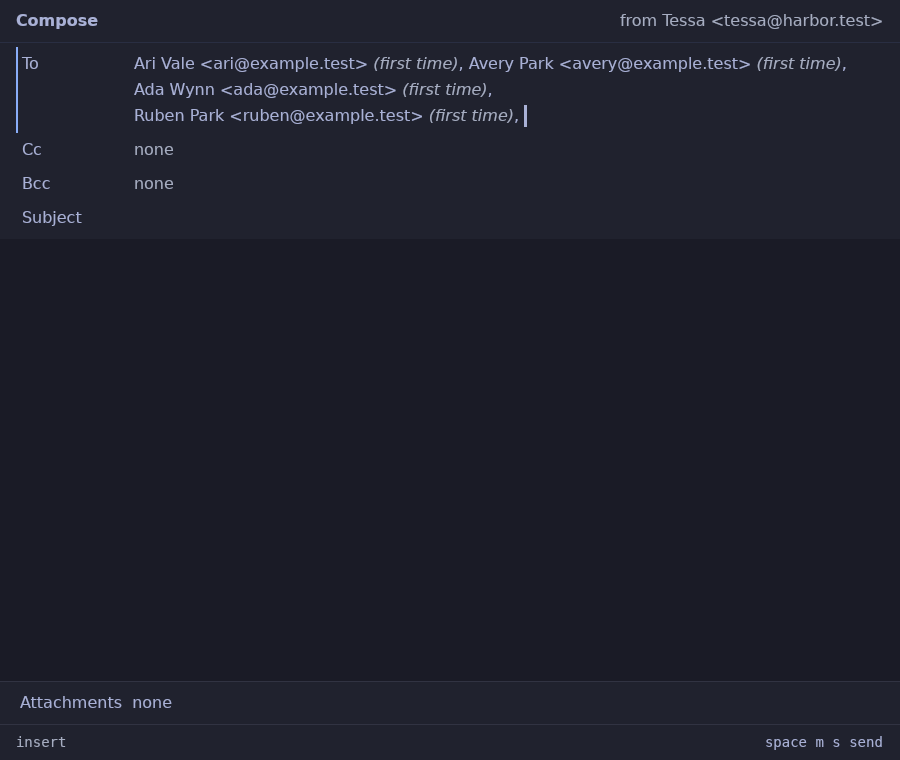 Compose from Tessa <tessa@harbor.test>
To Ari Vale <ari@example.test> (first time), Avery Park <avery@example.test> (first time),
Ada Wynn <ada@example.test> (first time),
Ruben Park <ruben@example.test> (first time),
Cc none
Bcc none
Subject
Attachments none
insert space m s send